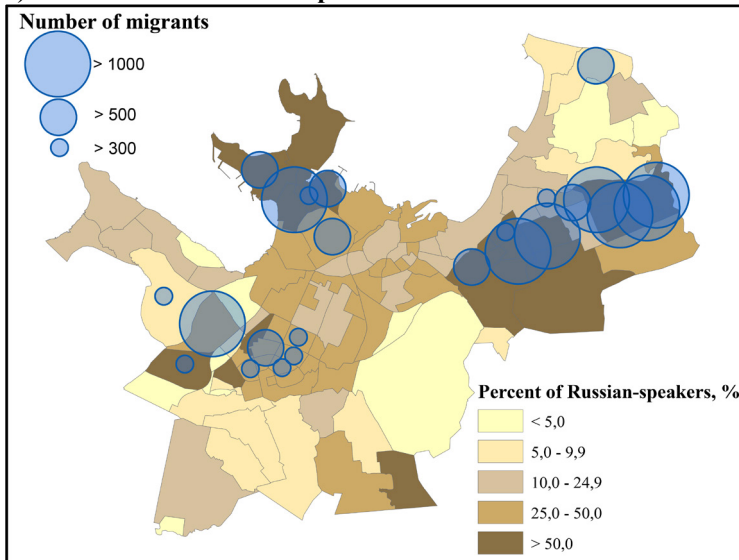 Number of migrants
> 1000
> 500
> 300
Percent of Russian-speakers, %
< 5,0
5,0 - 9,9
10,0 - 24,9
25,0 - 50,0
> 50,0